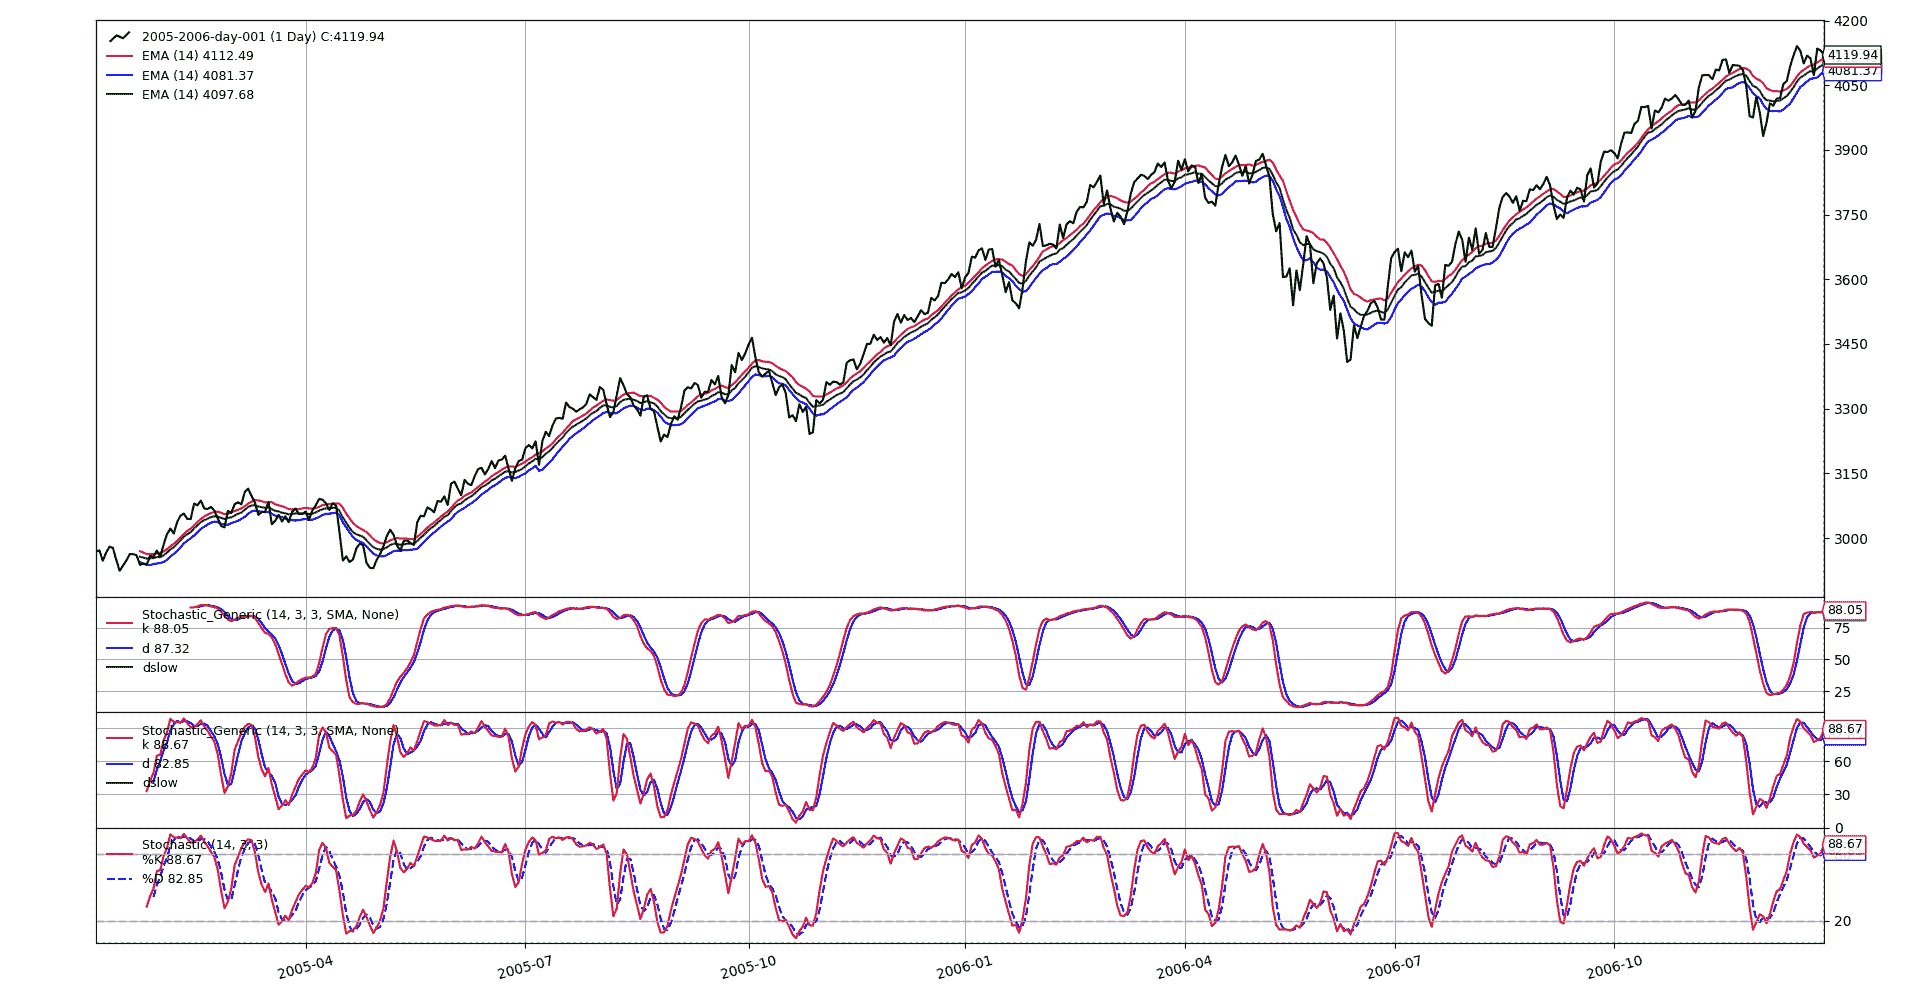 2005-2006-day-001 (1 Day) C:4119.94
EMA (14) 4112.49
EMA (14) 4081.37
EMA (14) 4097.68
4200
4119.94
4081.37
4050
3900
3750
3600
3450
3300
3150
3000
Stochastic_Generic (14, 3, 3, SMA, None)
k 88.05
d 87.32
dslow
88.05
75
50
25
Stochastic_Generic (14, 3, 3, SMA, None)
k 88.67
d 82.85
dslow
88.67
60
30
0
Stochastic (14, 3, 3)
%K 88.67
%D 82.85
88.67
20
2005-04
2005-07
2005-10
2006-01
2006-04
2006-07
2006-10